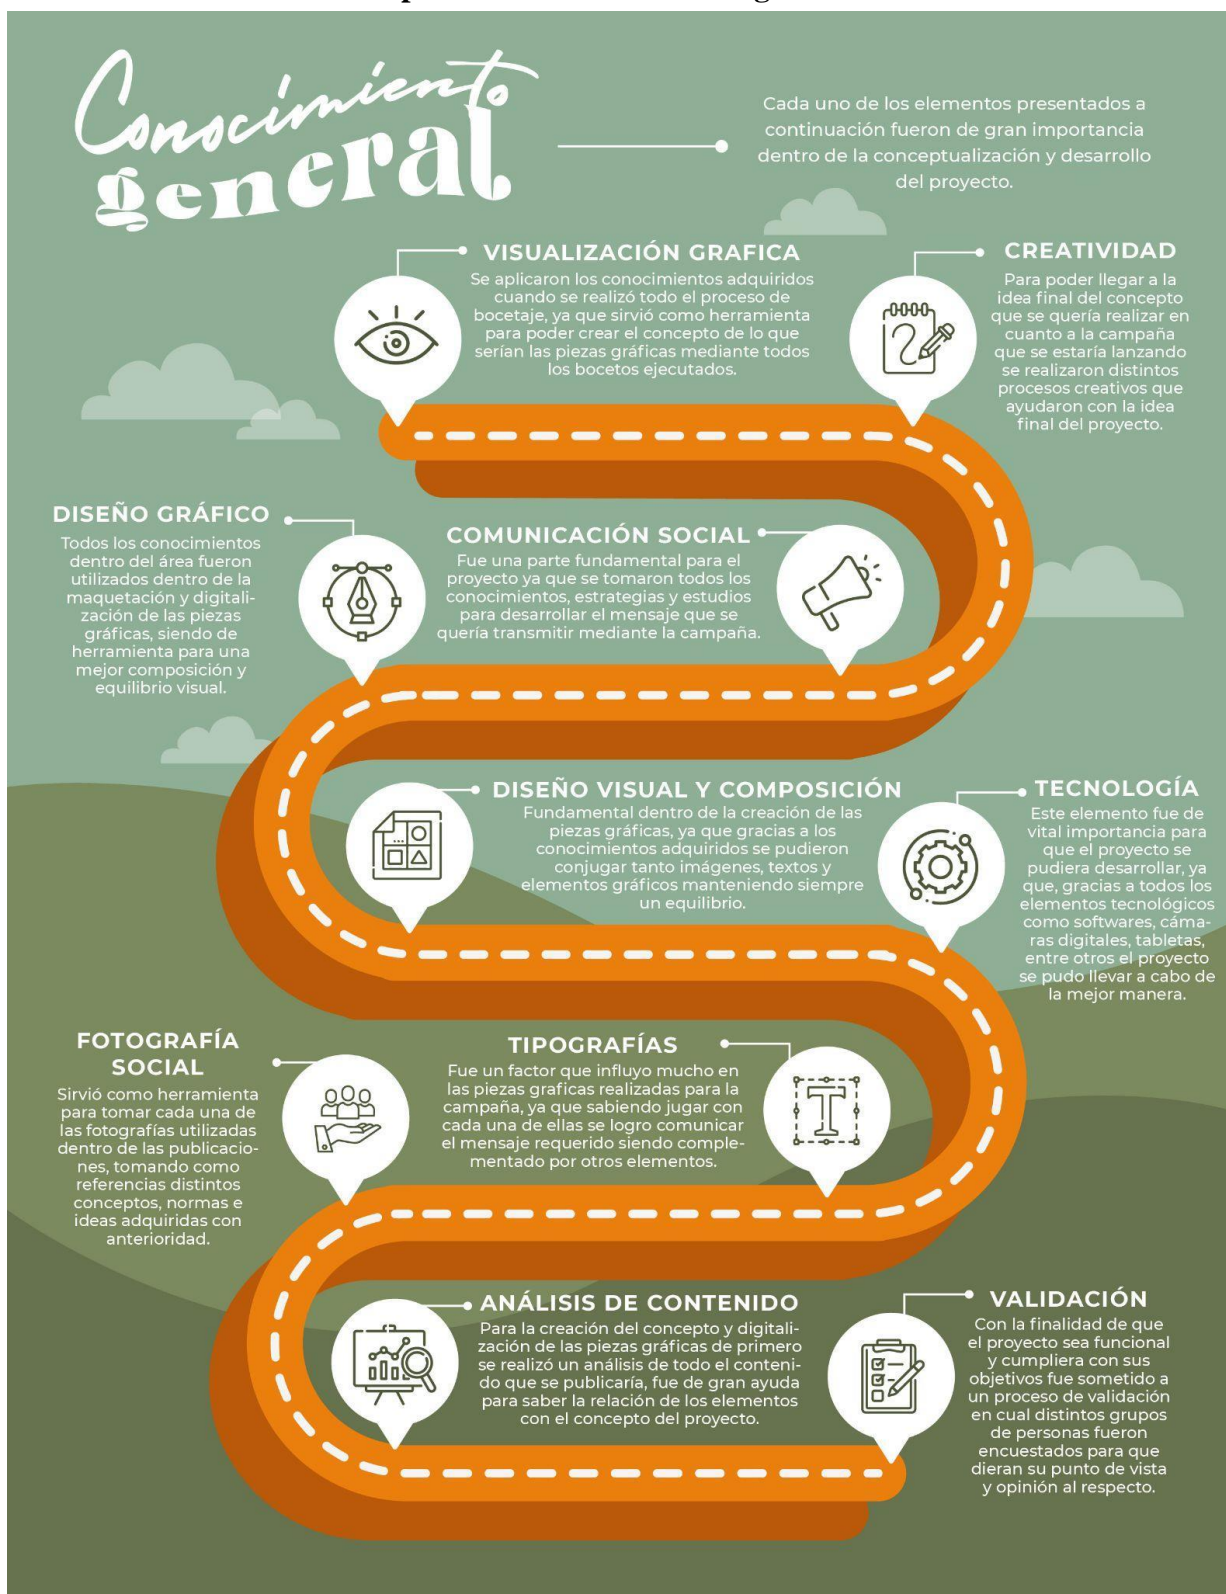 Conocimiento
general
Cada uno de los elementos presentados a
continuación fueron de gran importancia
dentro de la conceptualización y desarrollo
del proyecto.
VISUALIZACIÓN GRAFICA
Se aplicaron los conocimientos adquiridos
cuando se realizó todo el proceso de
bocetaje, ya que sirvió como herramienta
para poder crear el concepto de lo que
serían las piezas gráficas mediante todos
los bocetos ejecutados.
CREATIVIDAD
Para poder llegar a la
idea final del concepto
que se quería realizar en
cuanto a la campaña
que se estaría lanzando
se realizaron distintos
procesos creativos que
ayudaron con la idea
final del proyecto.
DISEÑO GRÁFICO
Todos los conocimientos
dentro del área fueron
utilizados dentro de la
maquetación y digitali-
zación de las piezas
gráficas, siendo de
herramienta para una
mejor composición y
equilibrio visual.
COMUNICACIÓN SOCIAL
Fue una parte fundamental para el
proyecto ya que se tomaron todos los
conocimientos, estrategias y estudios
para desarrollar el mensaje que se
quería transmitir mediante la campaña.
DISEÑO VISUAL Y COMPOSICIÓN
Fundamental dentro de la creación de las
piezas gráficas, ya que gracias a los
conocimientos adquiridos se pudieron
conjugar tanto imágenes, textos y
elementos gráficos manteniendo siempre
un equilibrio.
TECNOLOGÍA
Este elemento fue de
vital importancia para
que el proyecto se
pudiera desarrollar, ya
que, gracias a todos los
elementos tecnológicos
como softwares, cáma-
ras digitales, tabletas,
entre otros el proyecto
se pudo llevar a cabo de
la mejor manera.
FOTOGRAFÍA
SOCIAL
Sirvió como herramienta
para tomar cada una de
las fotografías utilizadas
dentro de las publicacio-
nes, tomando como
referencias distintos
conceptos, normas e
ideas adquiridas con
anterioridad.
TIPOGRAFÍAS
Fue un factor que influyo mucho en
las piezas graficas realizadas para la
campaña, ya que sabiendo jugar con
cada una de ellas se logro comunicar
el mensaje requerido siendo comple-
mentado por otros elementos.
T
ANÁLISIS DE CONTENIDO
Para la creación del concepto y digitali-
zación de las piezas gráficas de primero
se realizó un análisis de todo el conteni-
do que se publicaría, fue de gran ayuda
para saber la relación de los elementos
con el concepto del proyecto.
VALIDACIÓN
Con la finalidad de que
el proyecto sea funcional
y cumpliera con sus
objetivos fue sometido a
un proceso de validación
en cual distintos grupos
de personas fueron
encuestados para que
dieran su punto de vista
y opinión al respecto.